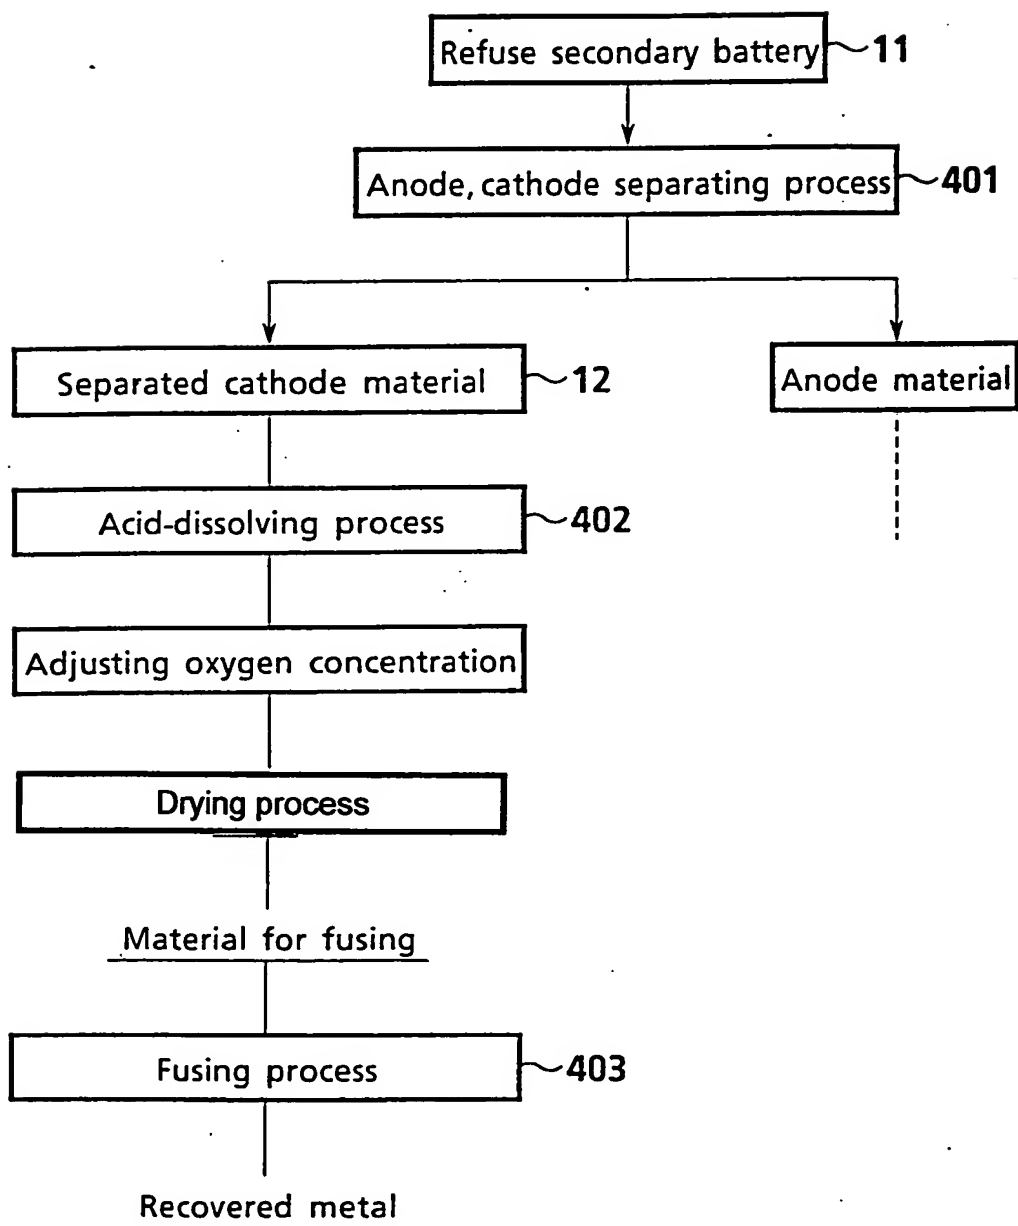 Refuse secondary battery 11
Anode, cathode separating process 401
Separated cathode material 12
Anode material
Acid-dissolving process 402
Adjusting oxygen concentration
Drying process
Material for fusing
Fusing process 403
Recovered metal